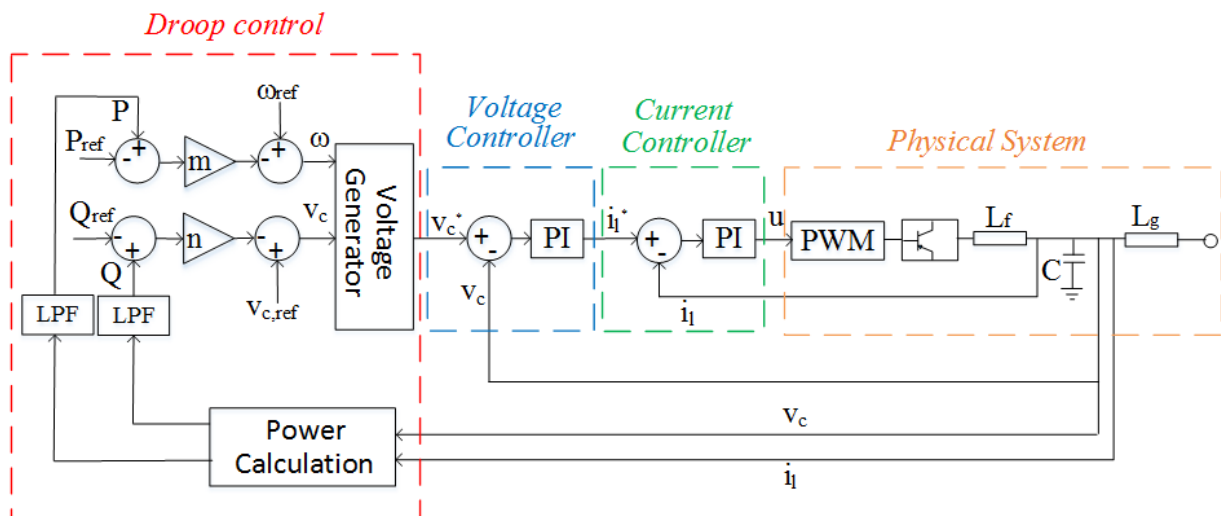 Droop control
Voltage
Controller
Current
Controller
Physical System
P
ωref
Pref
- +
m
- +
ω
Voltage
Generator
Qref
-
+
n
- +
vc
vc*
+
-
PI
il*
+
-
PI
u
PWM
Lf
Lg
C
Q
vc,ref
vc
il
LPF
LPF
Power
Calculation
vc
il